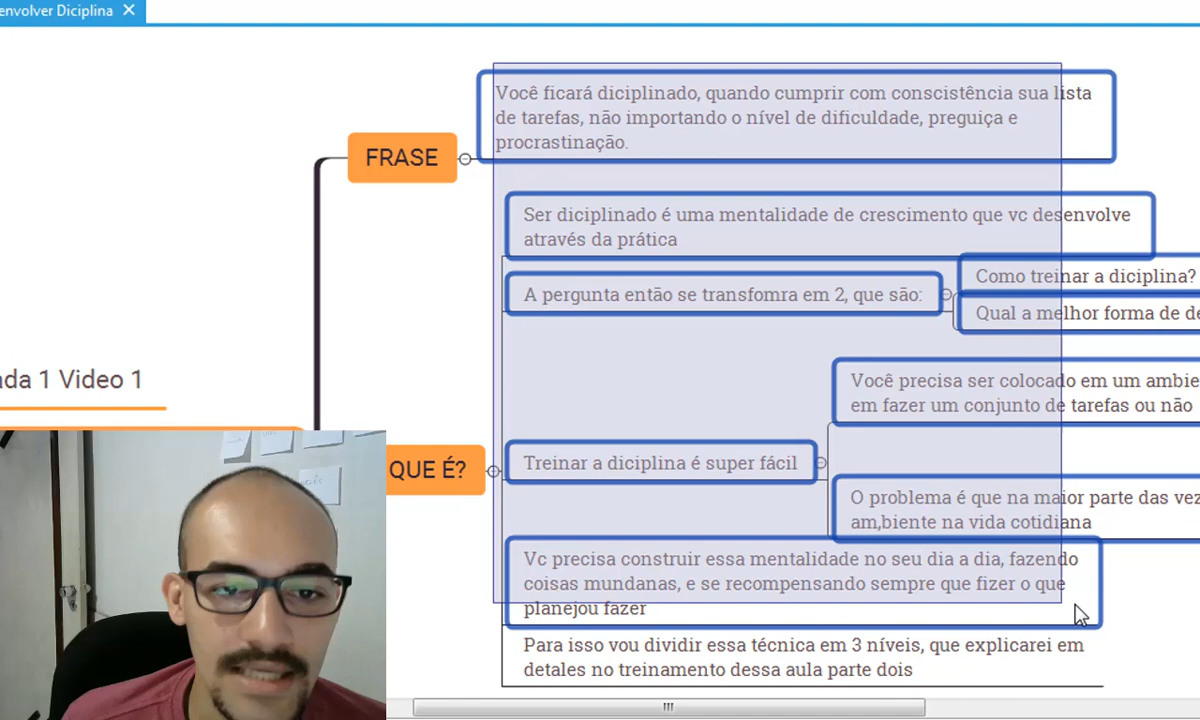 envolver Diciplina
Você ficará diciplinado, quando cumprir com conscistência sua lista
de tarefas, não importando o nível de dificuldade, preguiça e
procrastinação.
FRASE
Ser diciplinado é uma mentalidade de crescimento que vc desenvolve
através da prática
A pergunta então se transfomra em 2, que são:
Como treinar a diciplina?
Qual a melhor forma de de
ada 1 Video 1
Você precisa ser colocado em um ambie
em fazer um conjunto de tarefas ou não
QUE É?
Treinar a diciplina é super fácil
O problema é que na maior parte das vez
am,biente na vida cotidiana
Vc precisa construir essa mentalidade no seu dia a dia, fazendo
coisas mundanas, e se recompensando sempre que fizer o que
planejou fazer
Para isso vou dividir essa técnica em 3 níveis, que explicarei em
detales no treinamento dessa aula parte dois